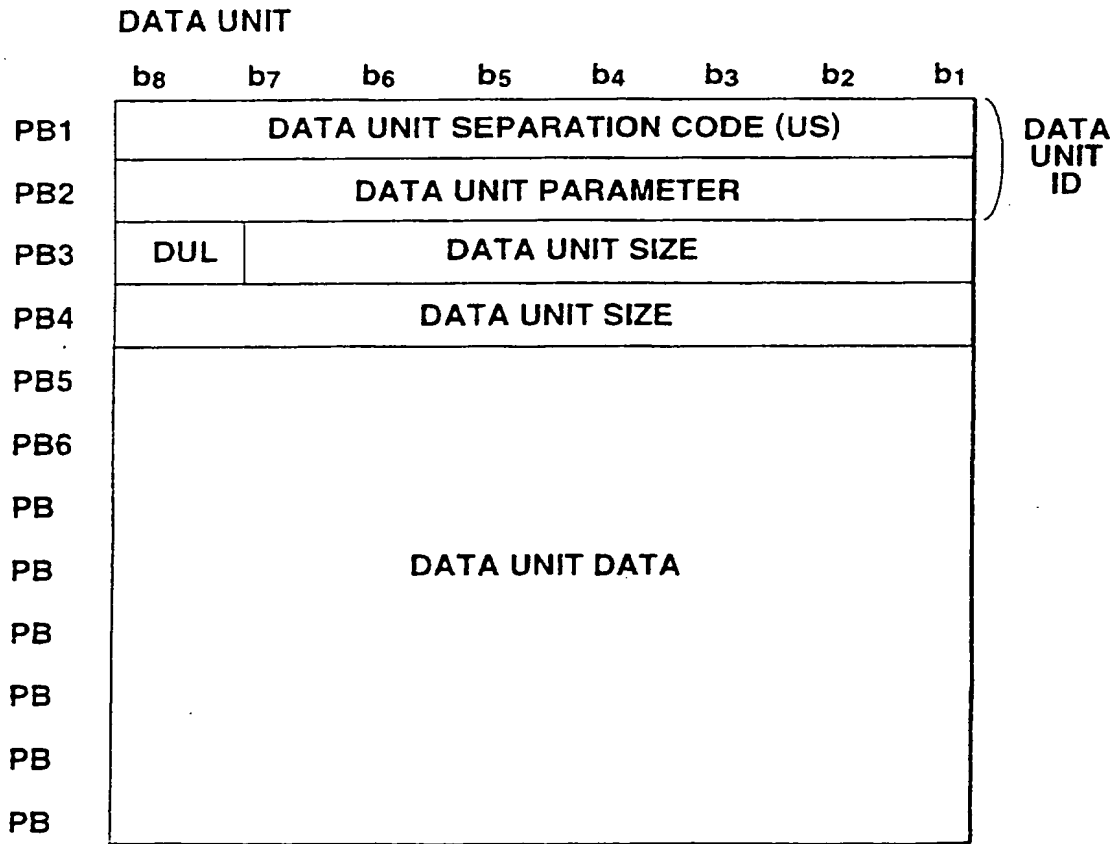 DATA UNIT
b8 b7 b6 b5 b4 b3 b2 b1
PB1 DATA UNIT SEPARATION CODE (US)
PB2 DATA UNIT PARAMETER
DATA
UNIT
ID
PB3 DUL DATA UNIT SIZE
PB4 DATA UNIT SIZE
PB5
PB6
PB
PB DATA UNIT DATA
PB
PB
PB
PB